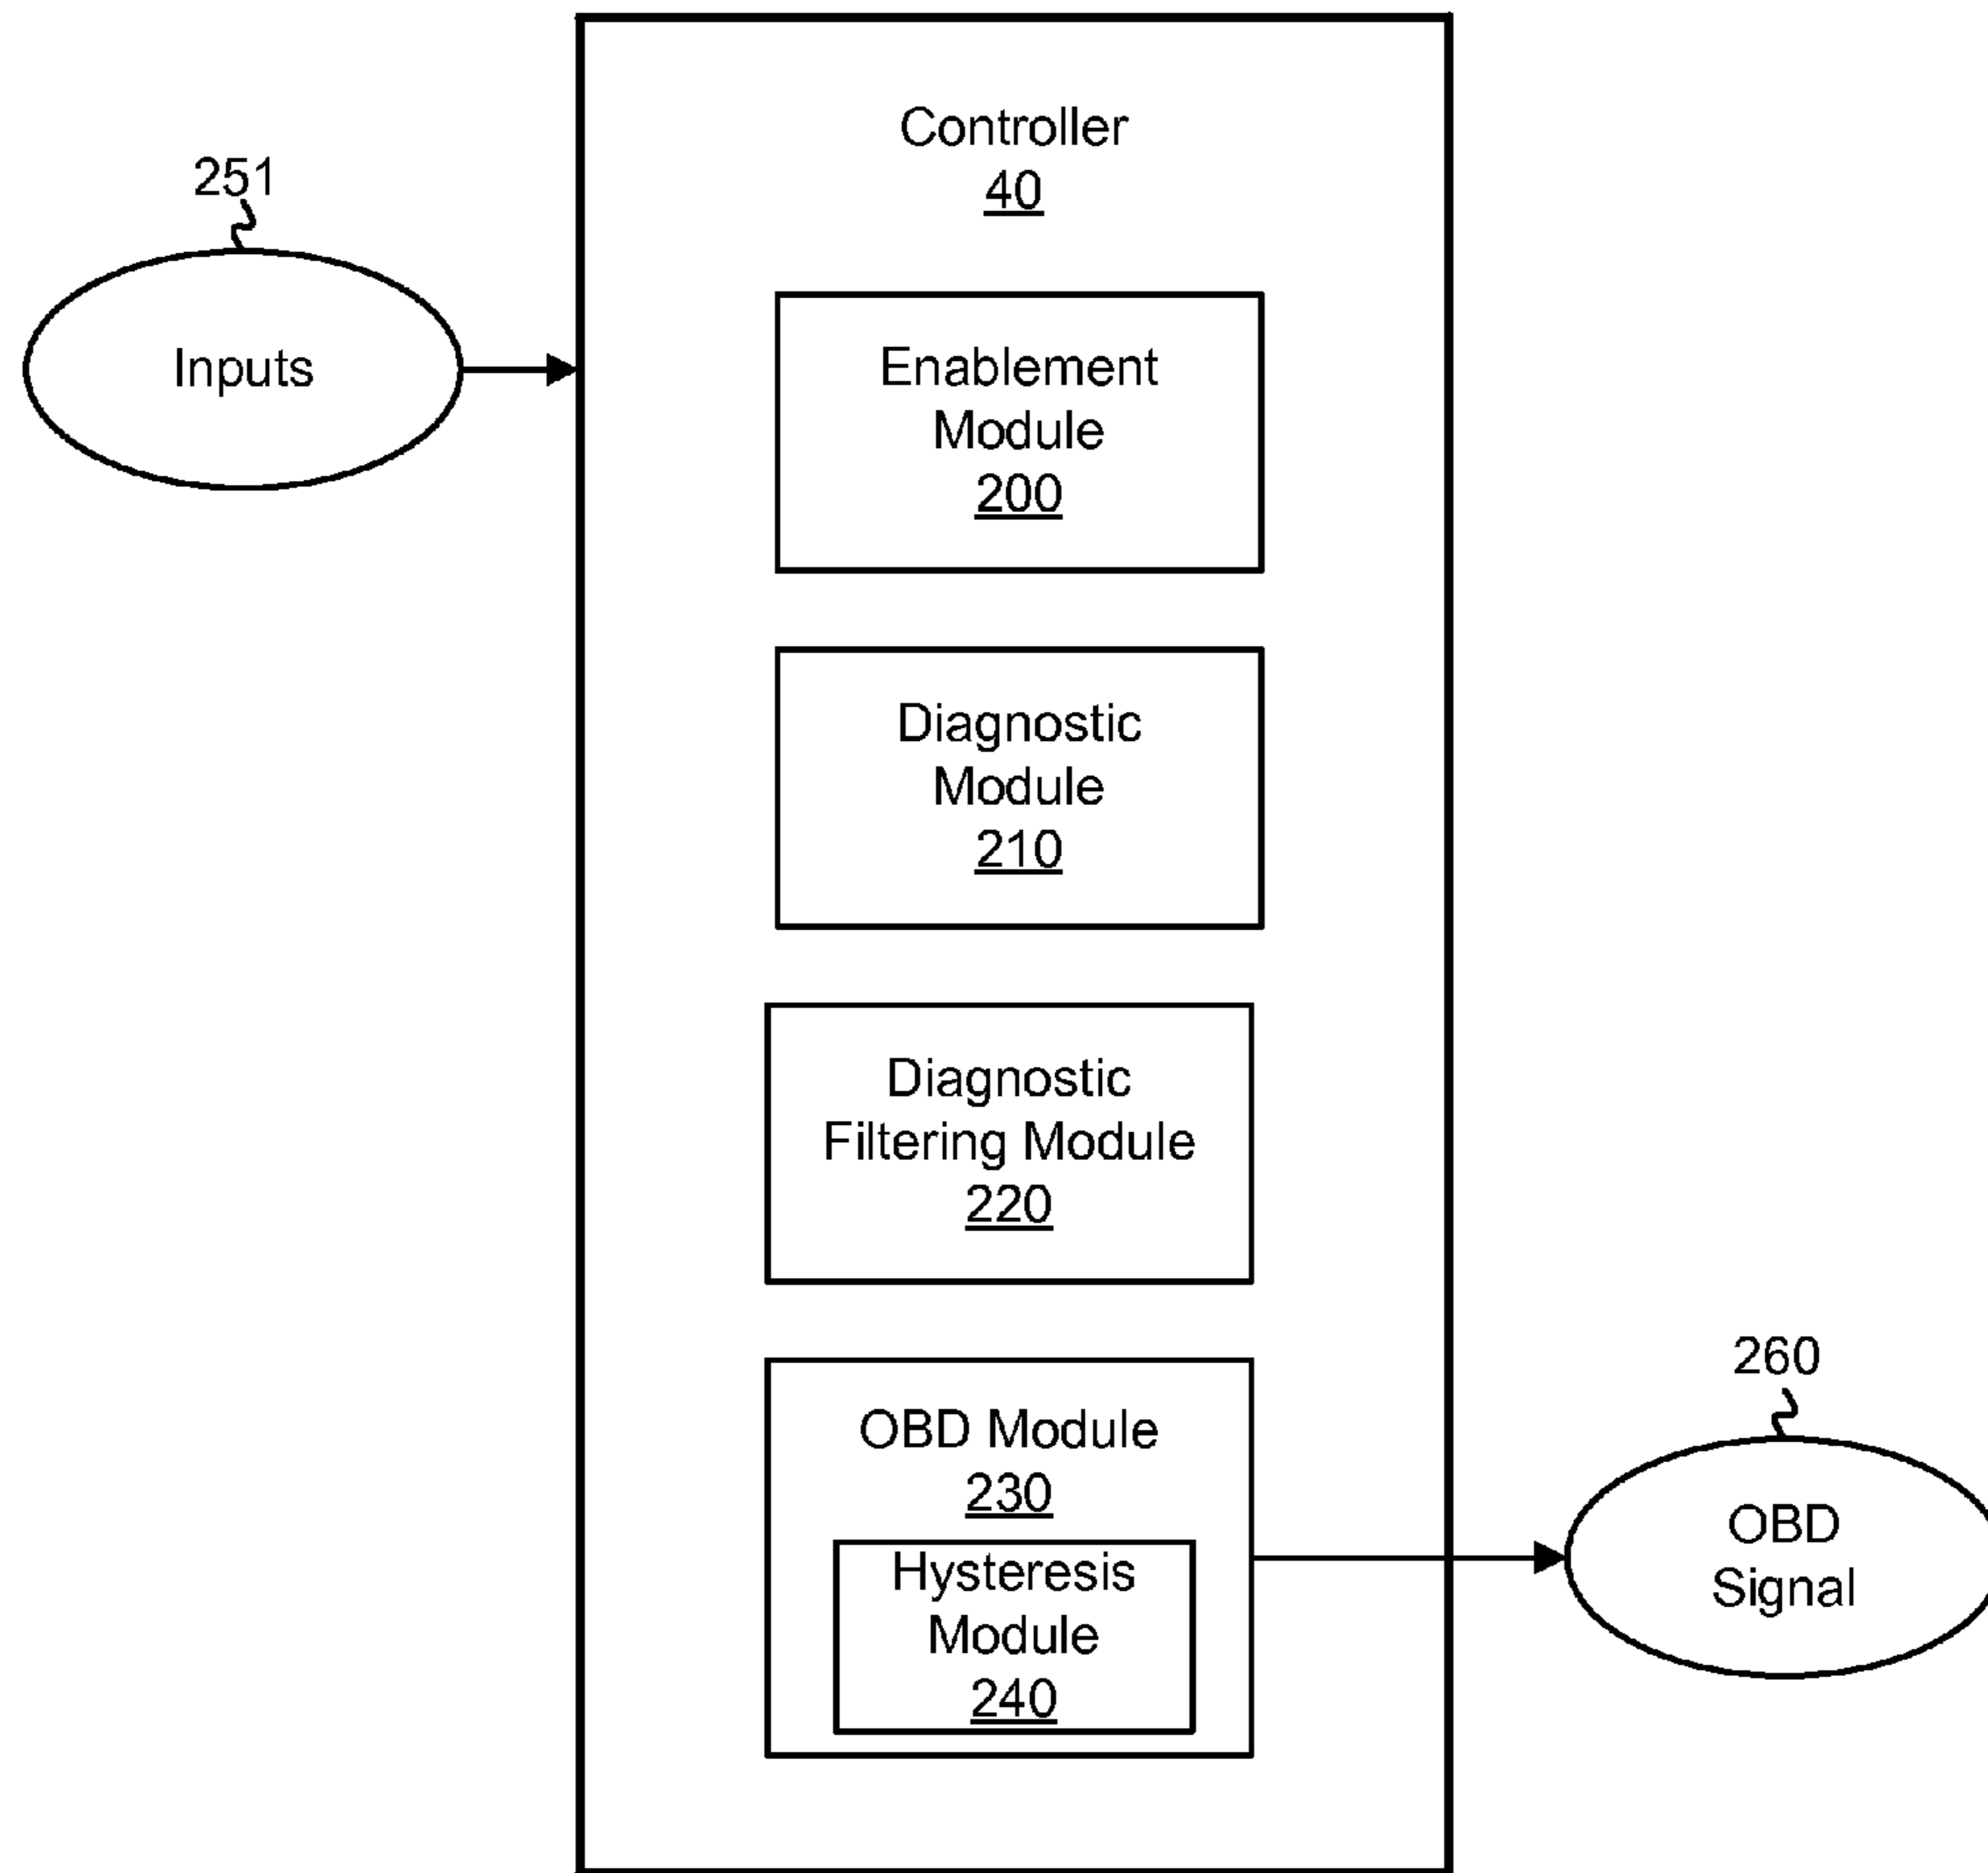 Controller
40
251
Inputs
Enablement
Module
200
Diagnostic
Module
210
Diagnostic
Filtering Module
220
OBD Module
230
Hysteresis
Module
240
260
OBD
Signal